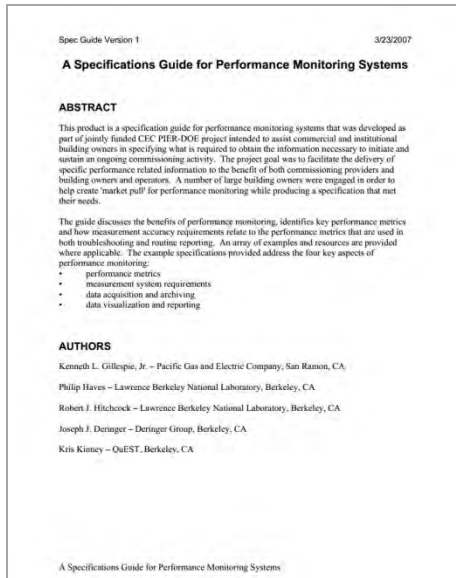 Spec Guide Version 1 3/23/2007
A Specifications Guide for Performance Monitoring Systems
ABSTRACT
This product is a specification guide for performance monitoring systems that was developed as
part of jointly funded CEC PIER-DOE project intended to assist commercial and institutional
building owners in specifying what is required to obtain the information necessary to initiate and
sustain an ongoing commissioning activity. The project goal was to facilitate the delivery of
specific performance related information to the benefit of both commissioning providers and
building owners and operators. A number of large building owners were engaged in order to
help create 'market pull' for performance monitoring while producing a specification that met
their needs.
The guide discusses the benefits of performance monitoring, identifies key performance metrics
and how measurement accuracy requirements relate to the performance metrics that are used in
both troubleshooting and routine reporting. An array of examples and resources are provided
where applicable. The example specifications provided address the four key aspects of
performance monitoring:
• performance metrics
• measurement system requirements
• data acquisition and archiving
• data visualization and reporting
AUTHORS
Kenneth L. Gillespie, Jr. – Pacific Gas and Electric Company, San Ramon, CA
Philip Haves – Lawrence Berkeley National Laboratory, Berkeley, CA
Robert J. Hitchcock – Lawrence Berkeley National Laboratory, Berkeley, CA
Joseph J. Deringer – Deringer Group, Berkeley, CA
Kris Kinney – QuEST, Berkeley, CA
A Specifications Guide for Performance Monitoring Systems